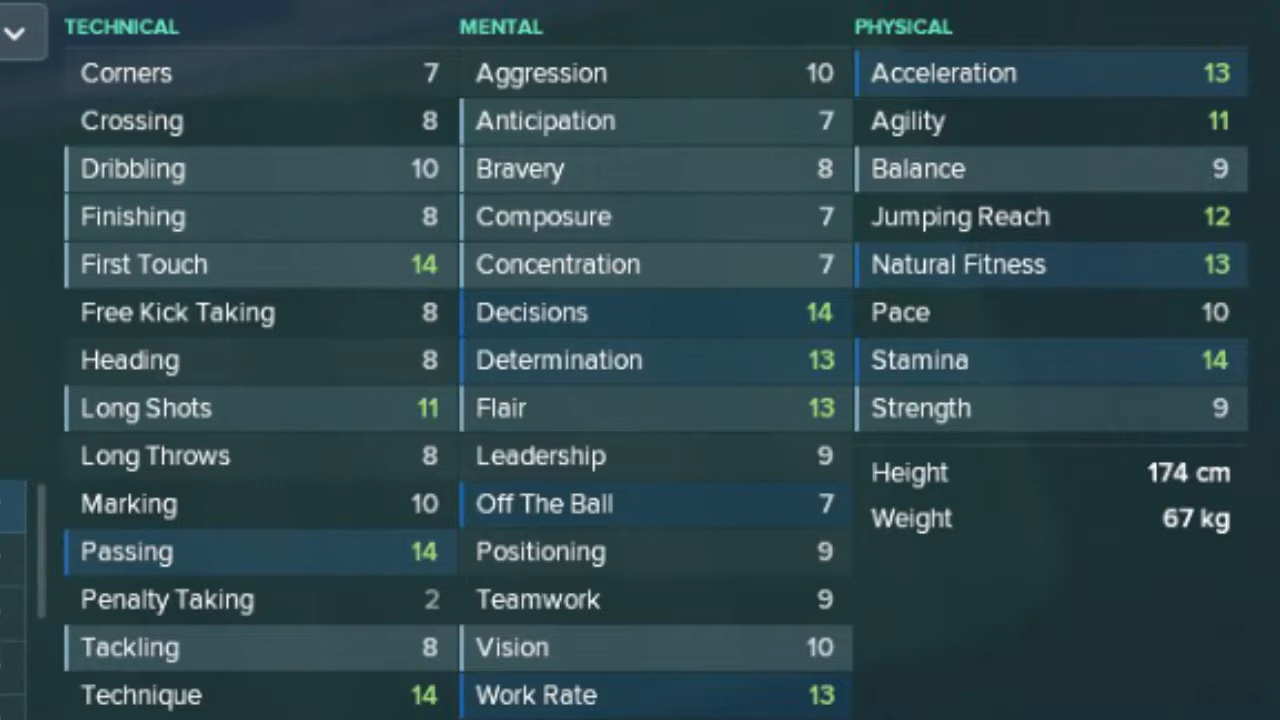 TECHNICAL MENTAL PHYSICAL
Corners 7 Aggression 10 Acceleration 13
Crossing 8 Anticipation 7 Agility 11
Dribbling 10 Bravery 8 Balance 9
Finishing 8 Composure 7 Jumping Reach 12
First Touch 14 Concentration 7 Natural Fitness 13
Free Kick Taking 8 Decisions 14 Pace 10
Heading 8 Determination 13 Stamina 14
Long Shots 11 Flair 13 Strength 9
Long Throws 8 Leadership 9 Height 174 cm
Marking 10 Off The Ball 7 Weight 67 kg
Passing 14 Positioning 9
Penalty Taking 2 Teamwork 9
Tackling 8 Vision 10
Technique 14 Work Rate 13